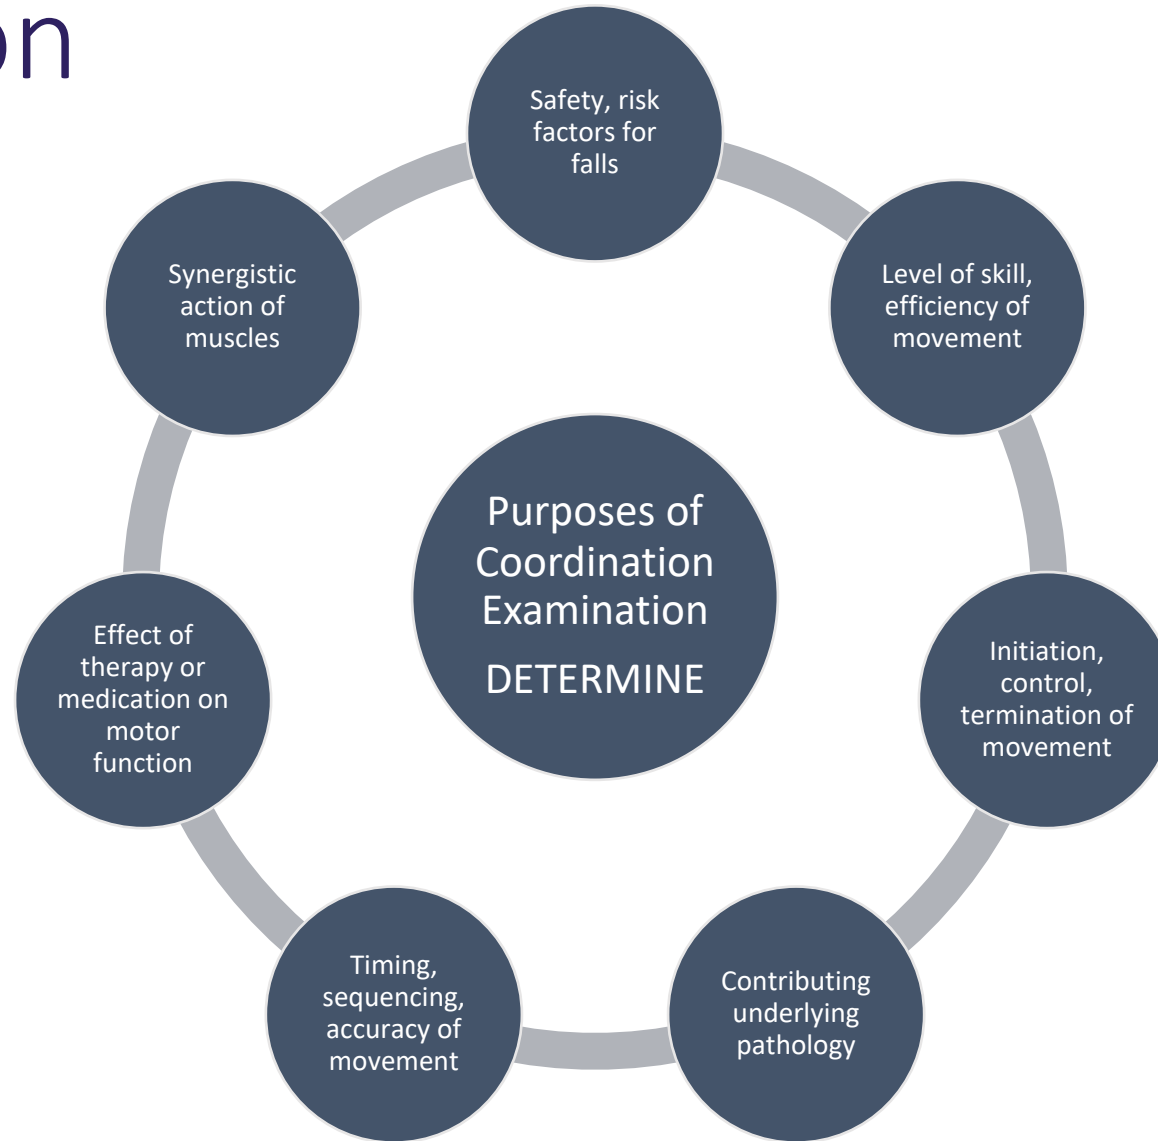 on
Safety, risk
factors for
falls
Level of skill,
efficiency of
movement
Initiation,
control,
termination of
movement
Contributing
underlying
pathology
Timing,
sequencing,
accuracy of
movement
Effect of
therapy or
medication on
motor
function
Synergistic
action of
muscles
Purposes of
Coordination
Examination
DETERMINE